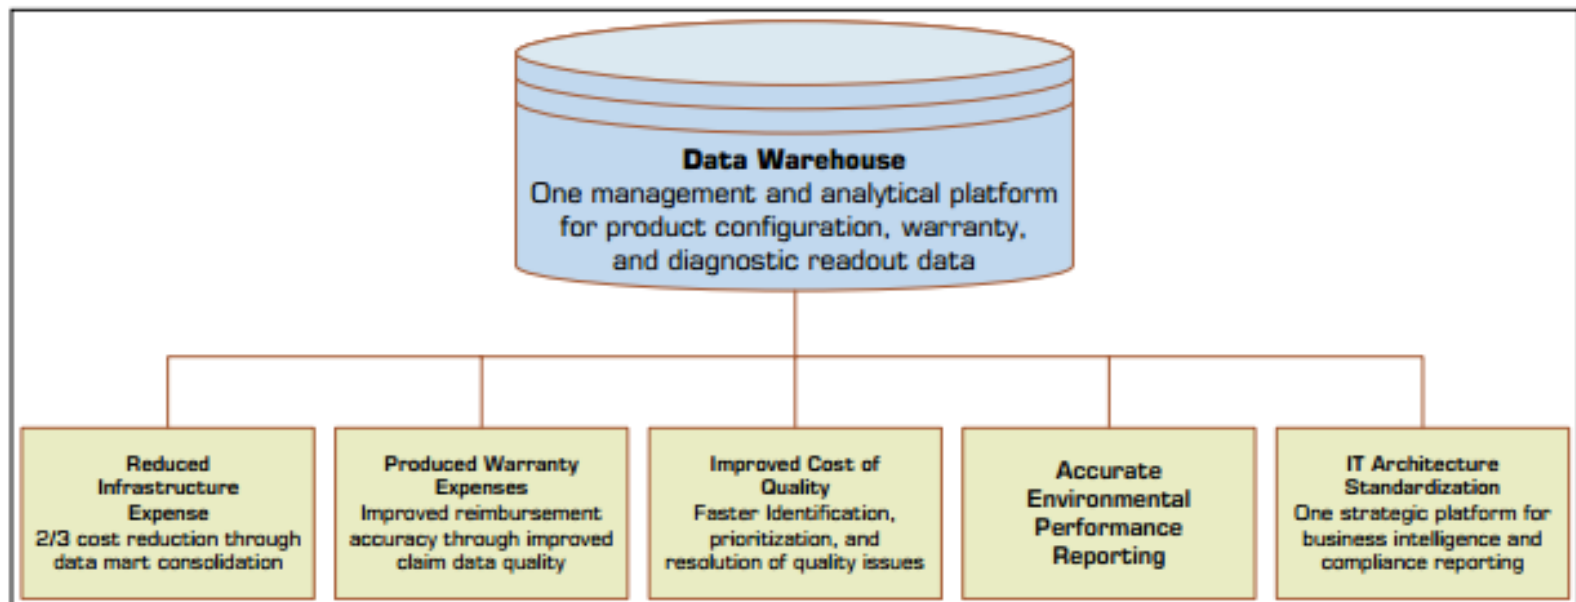 Data Warehouse
One management and analytical platform
for product configuration, warranty,
and diagnostic readout data
Reduced
Infrastructure
Expense
2/3 cost reduction through
data mart consolidation
Produced Warranty
Expenses
Improved reimbursement
accuracy through improved
claim data quality
Improved Cost of
Quality
Faster Identification,
prioritization, and
resolution of quality issues
Accurate
Environmental
Performance
Reporting
IT Architecture
Standardization
One strategic platform for
business intelligence and
compliance reporting